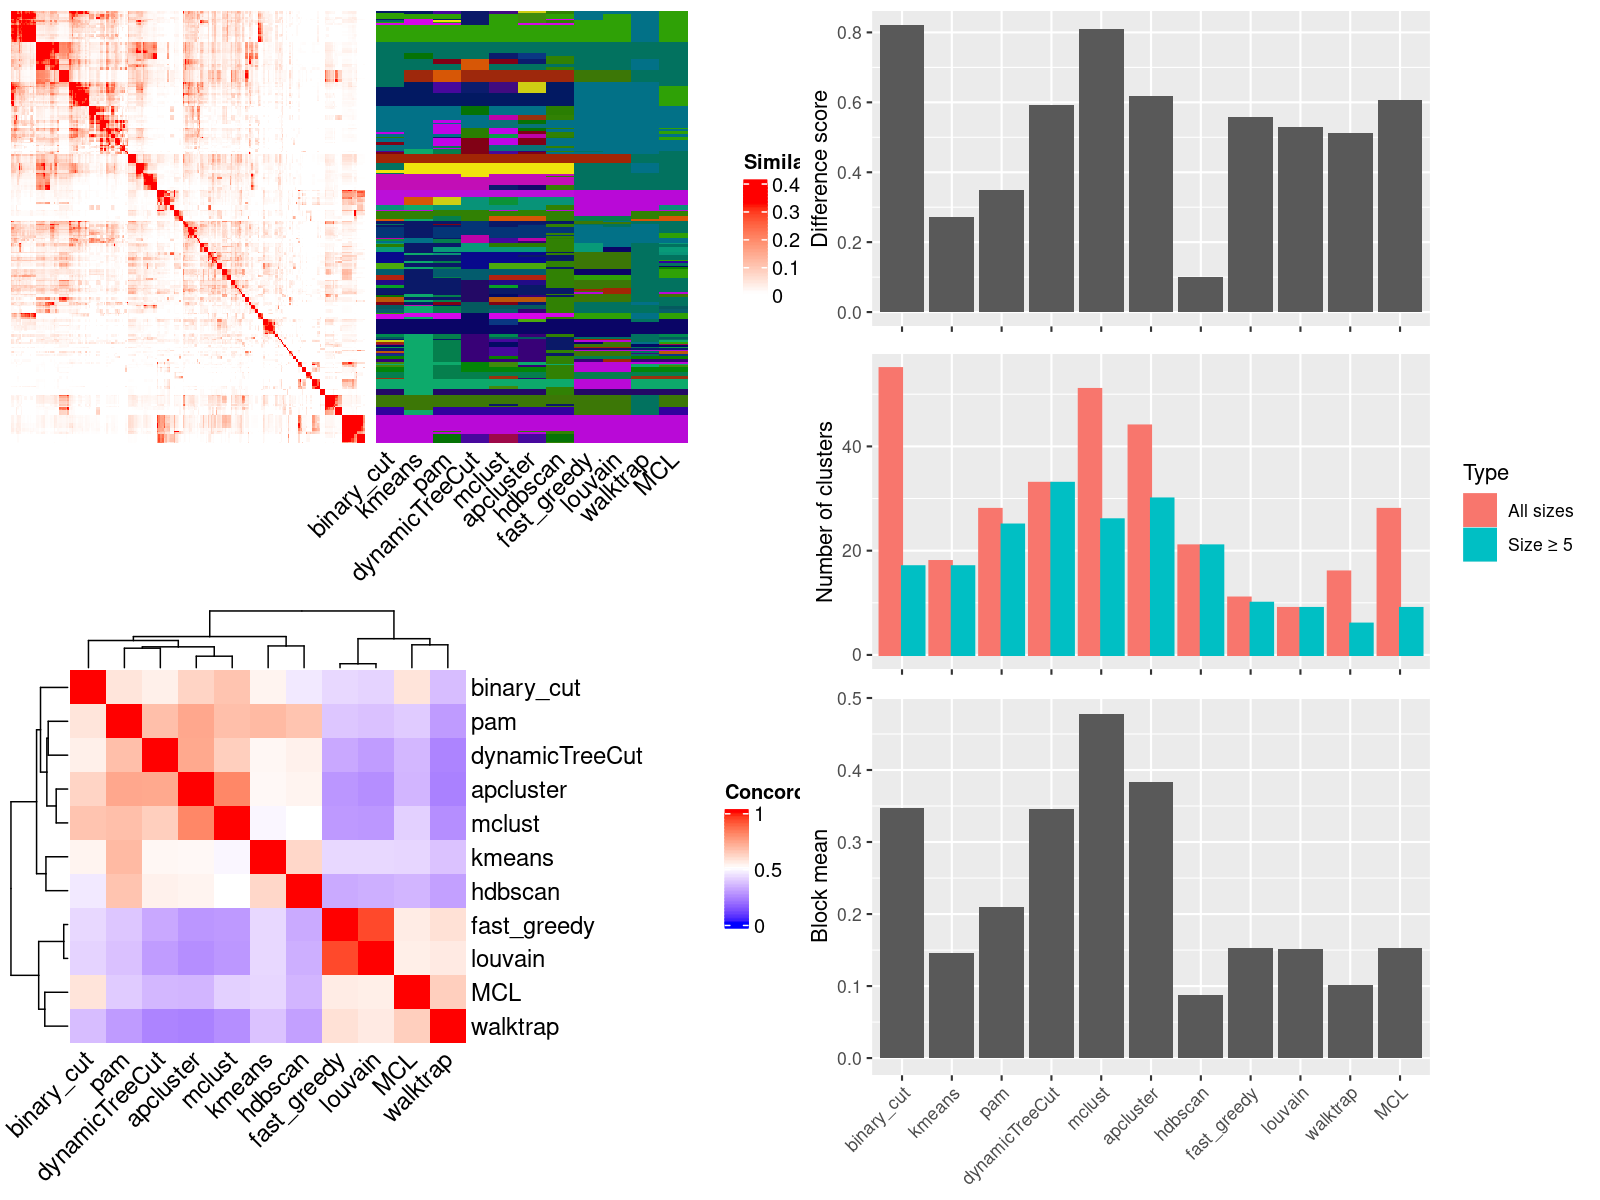 Simila
0.4
0.3
0.2
0.1
0
binary_cut
kmeans
pam
dynamicTreeCut
mclust
apcluster
hdbscan
fast_greedy
louvain
walktrap
MCL
binary_cut
pam
dynamicTreeCut
apcluster
mclust
kmeans
hdbscan
fast_greedy
louvain
MCL
walktrap
Concord
1
0.5
0
binary_cut
pam
dynamicTreeCut
apcluster
mclust
kmeans
hdbscan
fast_greedy
louvain
MCL
walktrap
Difference score
0.8
0.6
0.4
0.2
0.0
Number of clusters
40
20
0
Type
All sizes
Size ≥ 5
Block mean
0.5
0.4
0.3
0.2
0.1
0.0
binary_cut
kmeans
pam
dynamicTreeCut
mclust
apcluster
hdbscan
fast_greedy
louvain
walktrap
MCL